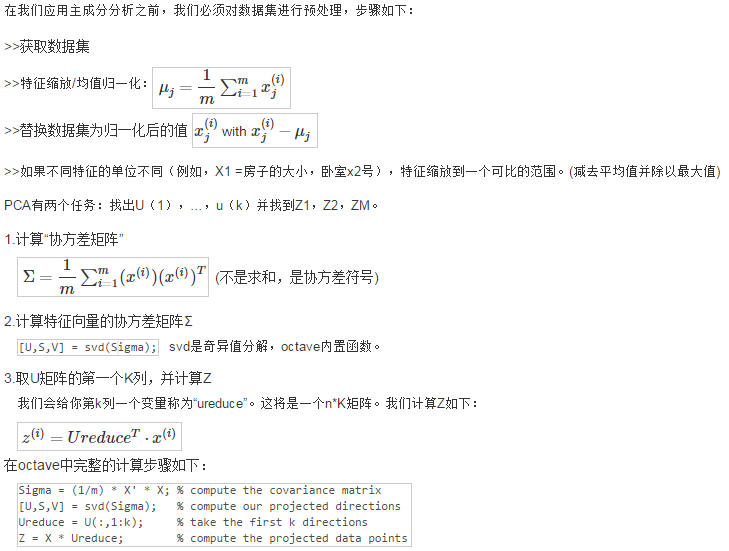 在我们应用主成分分析之前，我们必须对数据集进行预处理，步骤如下：
>>获取数据集
>>特征缩放/均值归一化： μ_j = \frac{1}{m} ∑_{i=1}^{m} x_j^{(i)}
>>替换数据集为归一化后的值 x_j^{(i)} with x_j^{(i)} − μ_j
>>如果不同特征的单位不同（例如，X1 =房子的大小，卧室x2号），特征缩放到一个可比的范围。(减去平均值并除以最大值)
PCA有两个任务：找出U（1），…，u（k）并找到Z1，Z2，ZM。
1.计算“协方差矩阵”
Σ = \frac{1}{m} ∑_{i=1}^{m} (x^{(i)})(x^{(i)})^T (不是求和，是协方差符号)
2.计算特征向量的协方差矩阵Σ
[U,S,V] = svd(Sigma); svd是奇异值分解，octave内置函数。
3.取U矩阵的第一个K列，并计算Z
我们会给你第k列一个变量称为“ureduce”。这将是一个n*K矩阵。我们计算Z如下：
z^{(i)} = Ureduce^T · x^{(i)}
在octave中完整的计算步骤如下：
Sigma = (1/m) * X' * X; % compute the covariance matrix
[U,S,V] = svd(Sigma); % compute our projected directions
Ureduce = U(:,1:k); % take the first k directions
Z = X * Ureduce; % compute the projected data points